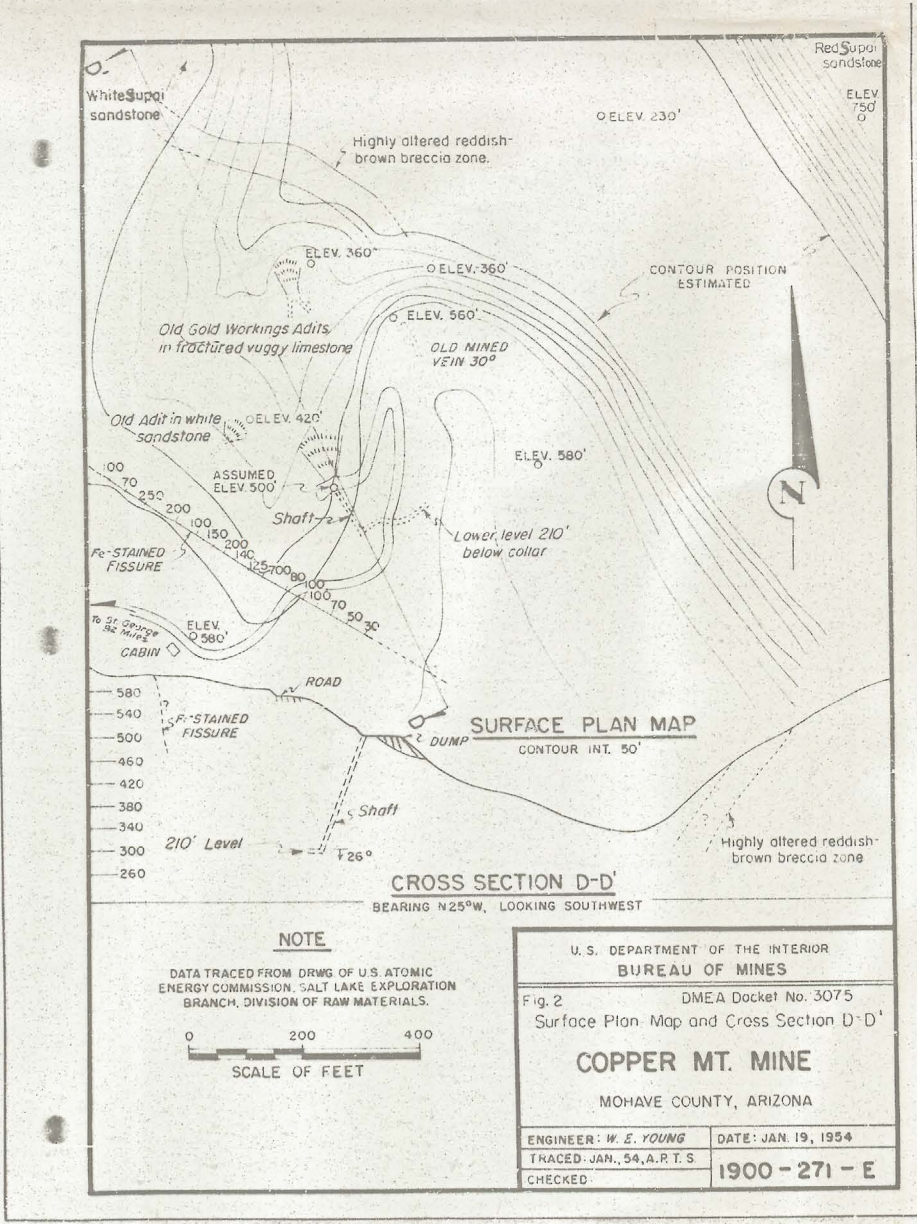 D
White Supai
sandstone
Red Supai
sandstone
ELEV.
750'
ELEV. 230'
Highly altered reddish-
brown breccia zone.
ELEV. 360'
ELEV. 360'
CONTOUR POSITION
ESTIMATED
ELEV. 560'
Old Gold Workings Adits,
in fractured vuggy limestone
OLD MINED
VEIN 30°
Old Adit in white
sandstone
ELEV. 420'
ELEV. 580'
ASSUMED
ELEV. 500'
Shaft
Lower level 210'
below collar
N
100
70
250
200
100
150
200
140
125
700
80
100
100
70
50
30
Fe-STAINED
FISSURE
To St. George
92 Miles
ELEV.
580'
CABIN
ROAD
D'
DUMP
SURFACE PLAN MAP
CONTOUR INT. 50'
580
540
500
460
420
380
340
300
260
Fe-STAINED
FISSURE
?
Shaft
210' Level
26°
?
Highly altered reddish-
brown breccia zone
CROSS SECTION D-D'
BEARING N25°W, LOOKING SOUTHWEST
NOTE
DATA TRACED FROM DRWG OF U.S. ATOMIC
ENERGY COMMISSION, SALT LAKE EXPLORATION
BRANCH, DIVISION OF RAW MATERIALS.
0 200 400
SCALE OF FEET
U. S. DEPARTMENT OF THE INTERIOR
BUREAU OF MINES
Fig. 2 DMEA Docket No. 3075
Surface Plan Map and Cross Section D-D'
COPPER MT. MINE
MOHAVE COUNTY, ARIZONA
ENGINEER: W. E. YOUNG DATE: JAN. 19, 1954
TRACED: JAN., 54, A.P.T.S.
CHECKED:
1900-271-E